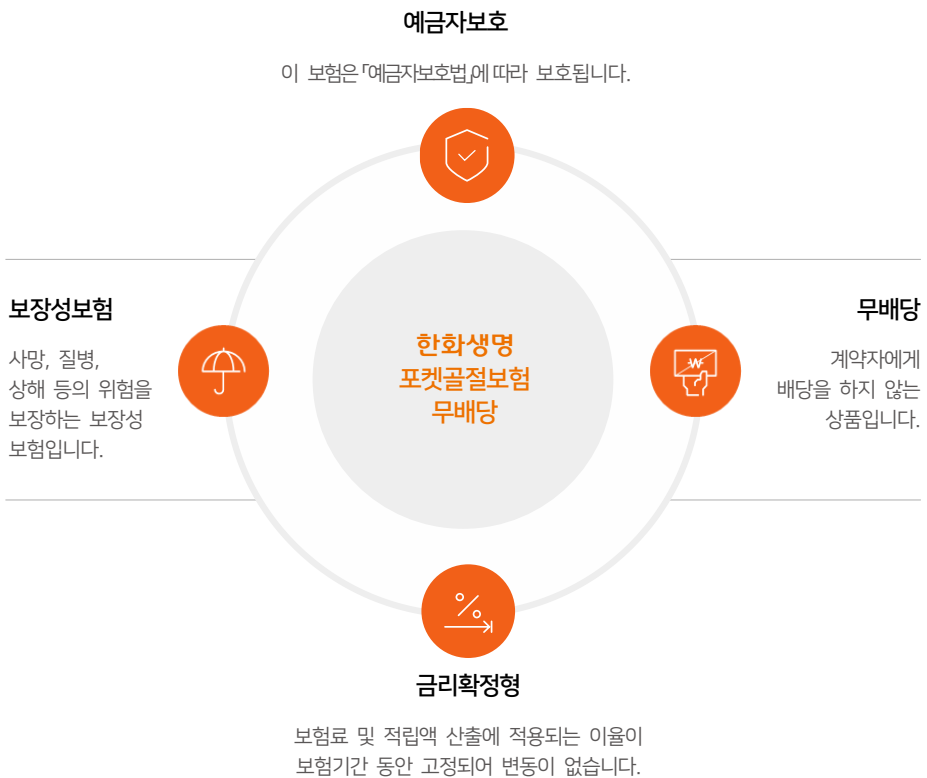 예금자보호
이 보험은 「예금자보호법」에 따라 보호됩니다.
보장성보험
사망, 질병,
상해 등의 위험을
보장하는 보장성
보험입니다.
한화생명
포켓골절보험
무배당
무배당
계약자에게
배당을 하지 않는
상품입니다.
금리확정형
보험료 및 적립액 산출에 적용되는 이율이
보험기간 동안 고정되어 변동이 없습니다.